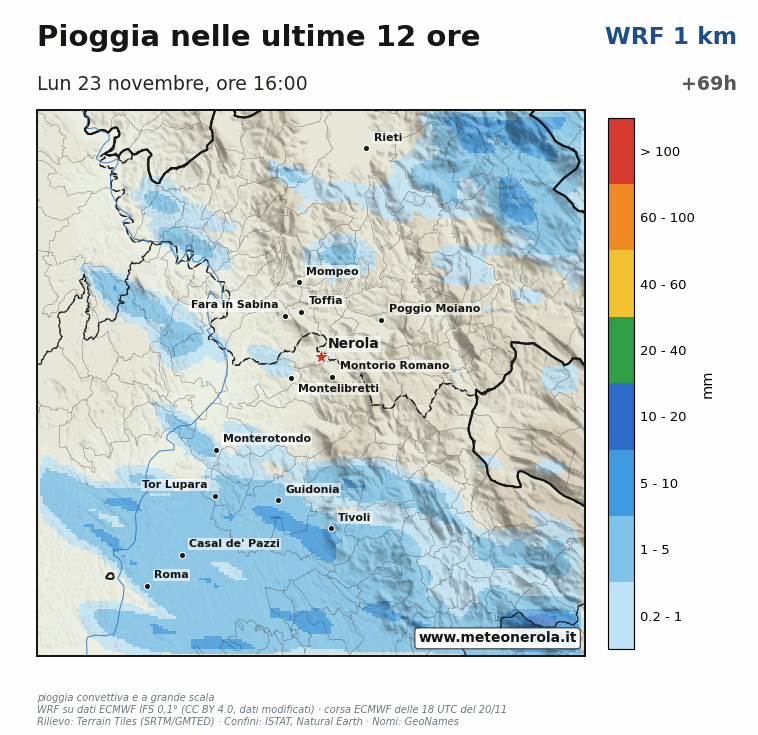 Pioggia nelle ultime 12 ore
WRF 1 km
Lun 23 novembre, ore 16:00
+69h
Rieti
Mompeo
Fara in Sabina
Toffia
Poggio Moiano
Nerola
Montorio Romano
Montelibretti
Monterotondo
Tor Lupara
Guidonia
Tivoli
Casal de' Pazzi
Roma
www.meteonerola.it
> 100
60 - 100
40 - 60
20 - 40
10 - 20
5 - 10
1 - 5
0.2 - 1
mm
pioggia convettiva e a grande scala
WRF su dati ECMWF IFS 0,1° (CC BY 4.0, dati modificati) · corsa ECMWF delle 18 UTC del 20/11
Rilievo: Terrain Tiles (SRTM/GMTED) · Confini: ISTAT, Natural Earth · Nomi: GeoNames